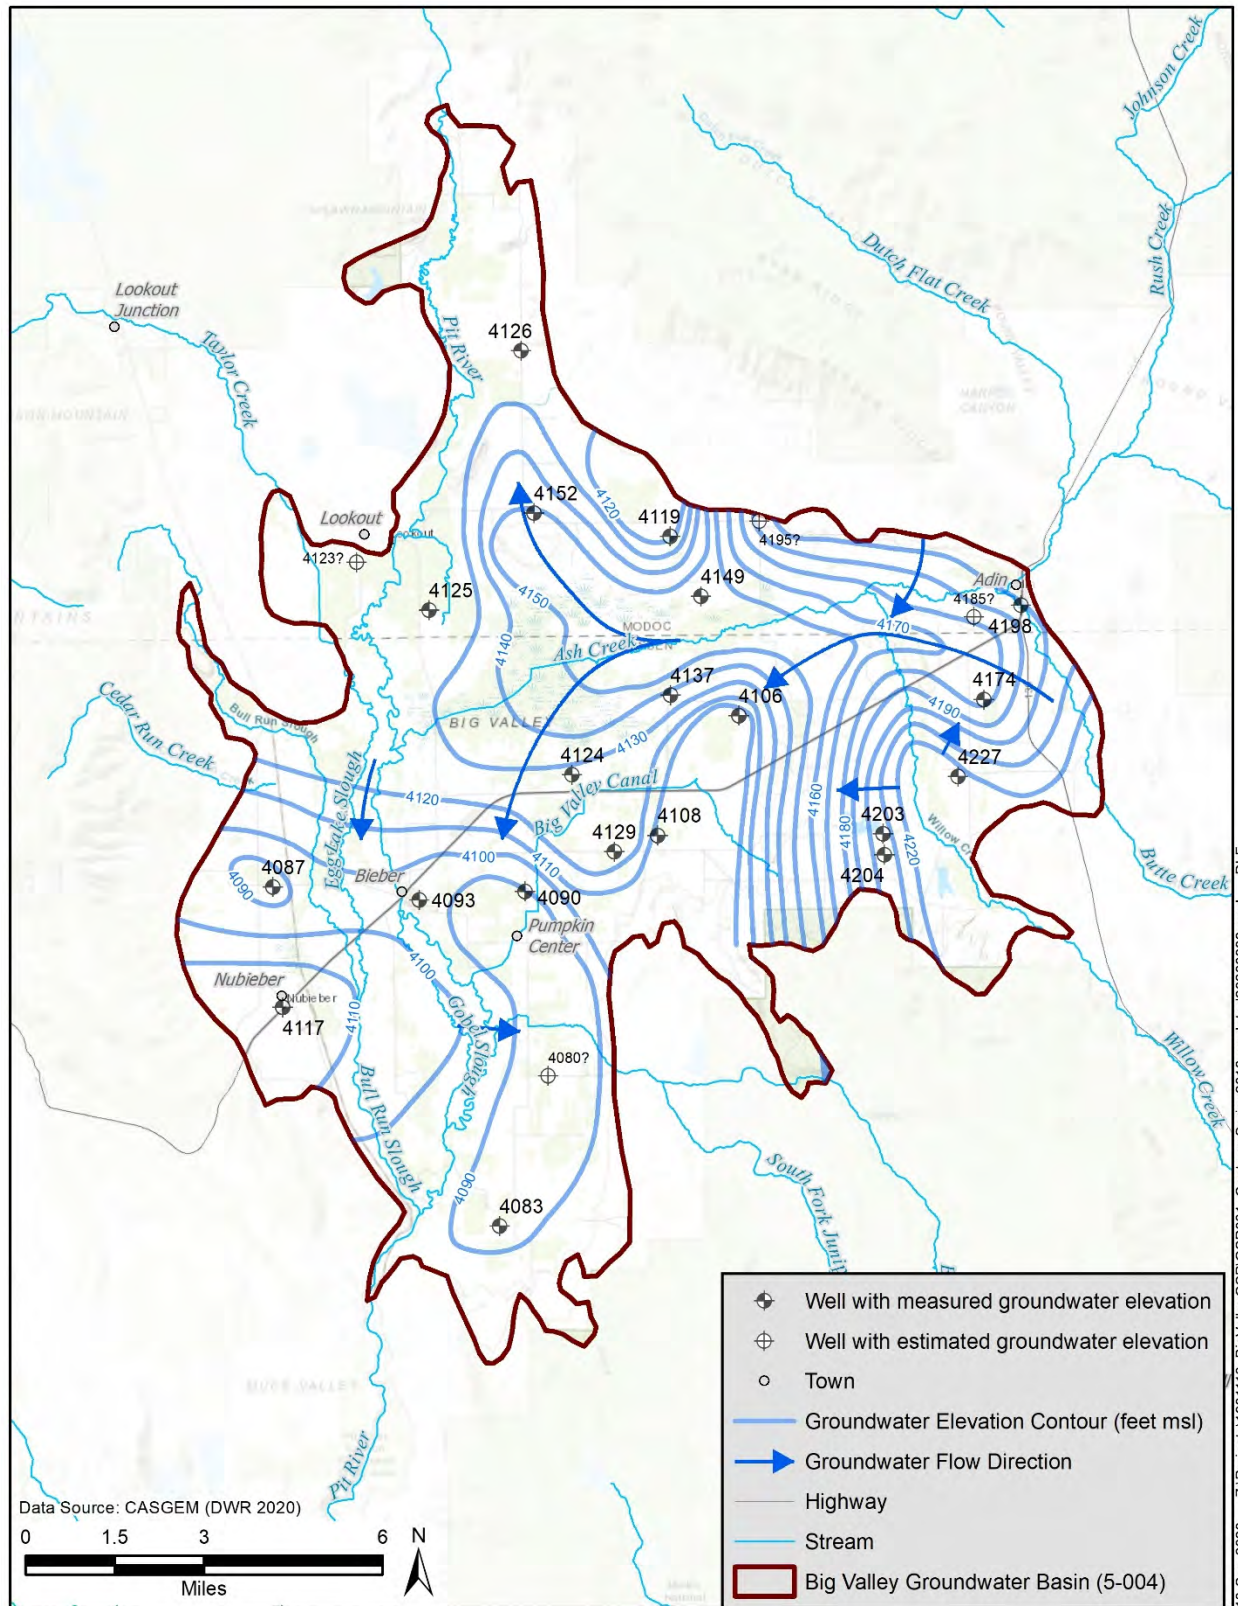 Johnson Creek
Dutch Flat Creek
Rush Creek
Lookout
Junction
Taylor Creek
Pit River
4126
4152
4120
4119
4195?
Lookout
4123?
4125
4150
4149
Adin
4185?
4198
4170
MODOC
Ash Creek
4140
4137
4106
4174
4190
Bull Run Slough
BIG VALLEY
4130
Cedar Run Creek
4124
4227
Big Valley Canal
4120
4160
4180
4203
4220
Egg Lake Slough
4129
4108
4100
4110
4204
Willow C
Butte Creek
4087
4090
Bieber
4093
4090
Pumpkin
Center
4100
Nubieber
Nubieber
4117
4110
Gobel Slough
4080?
Bull Run Slough
Willow Creek
4090
4083
South Fork Junip
MUCK VALLEY
Pit River
Well with measured groundwater elevation
Well with estimated groundwater elevation
Town
Groundwater Elevation Contour (feet msl)
Groundwater Flow Direction
Highway
Stream
Big Valley Groundwater Basin (5-004)
Data Source: CASGEM (DWR 2020)
0 1.5 3 6
Miles
N